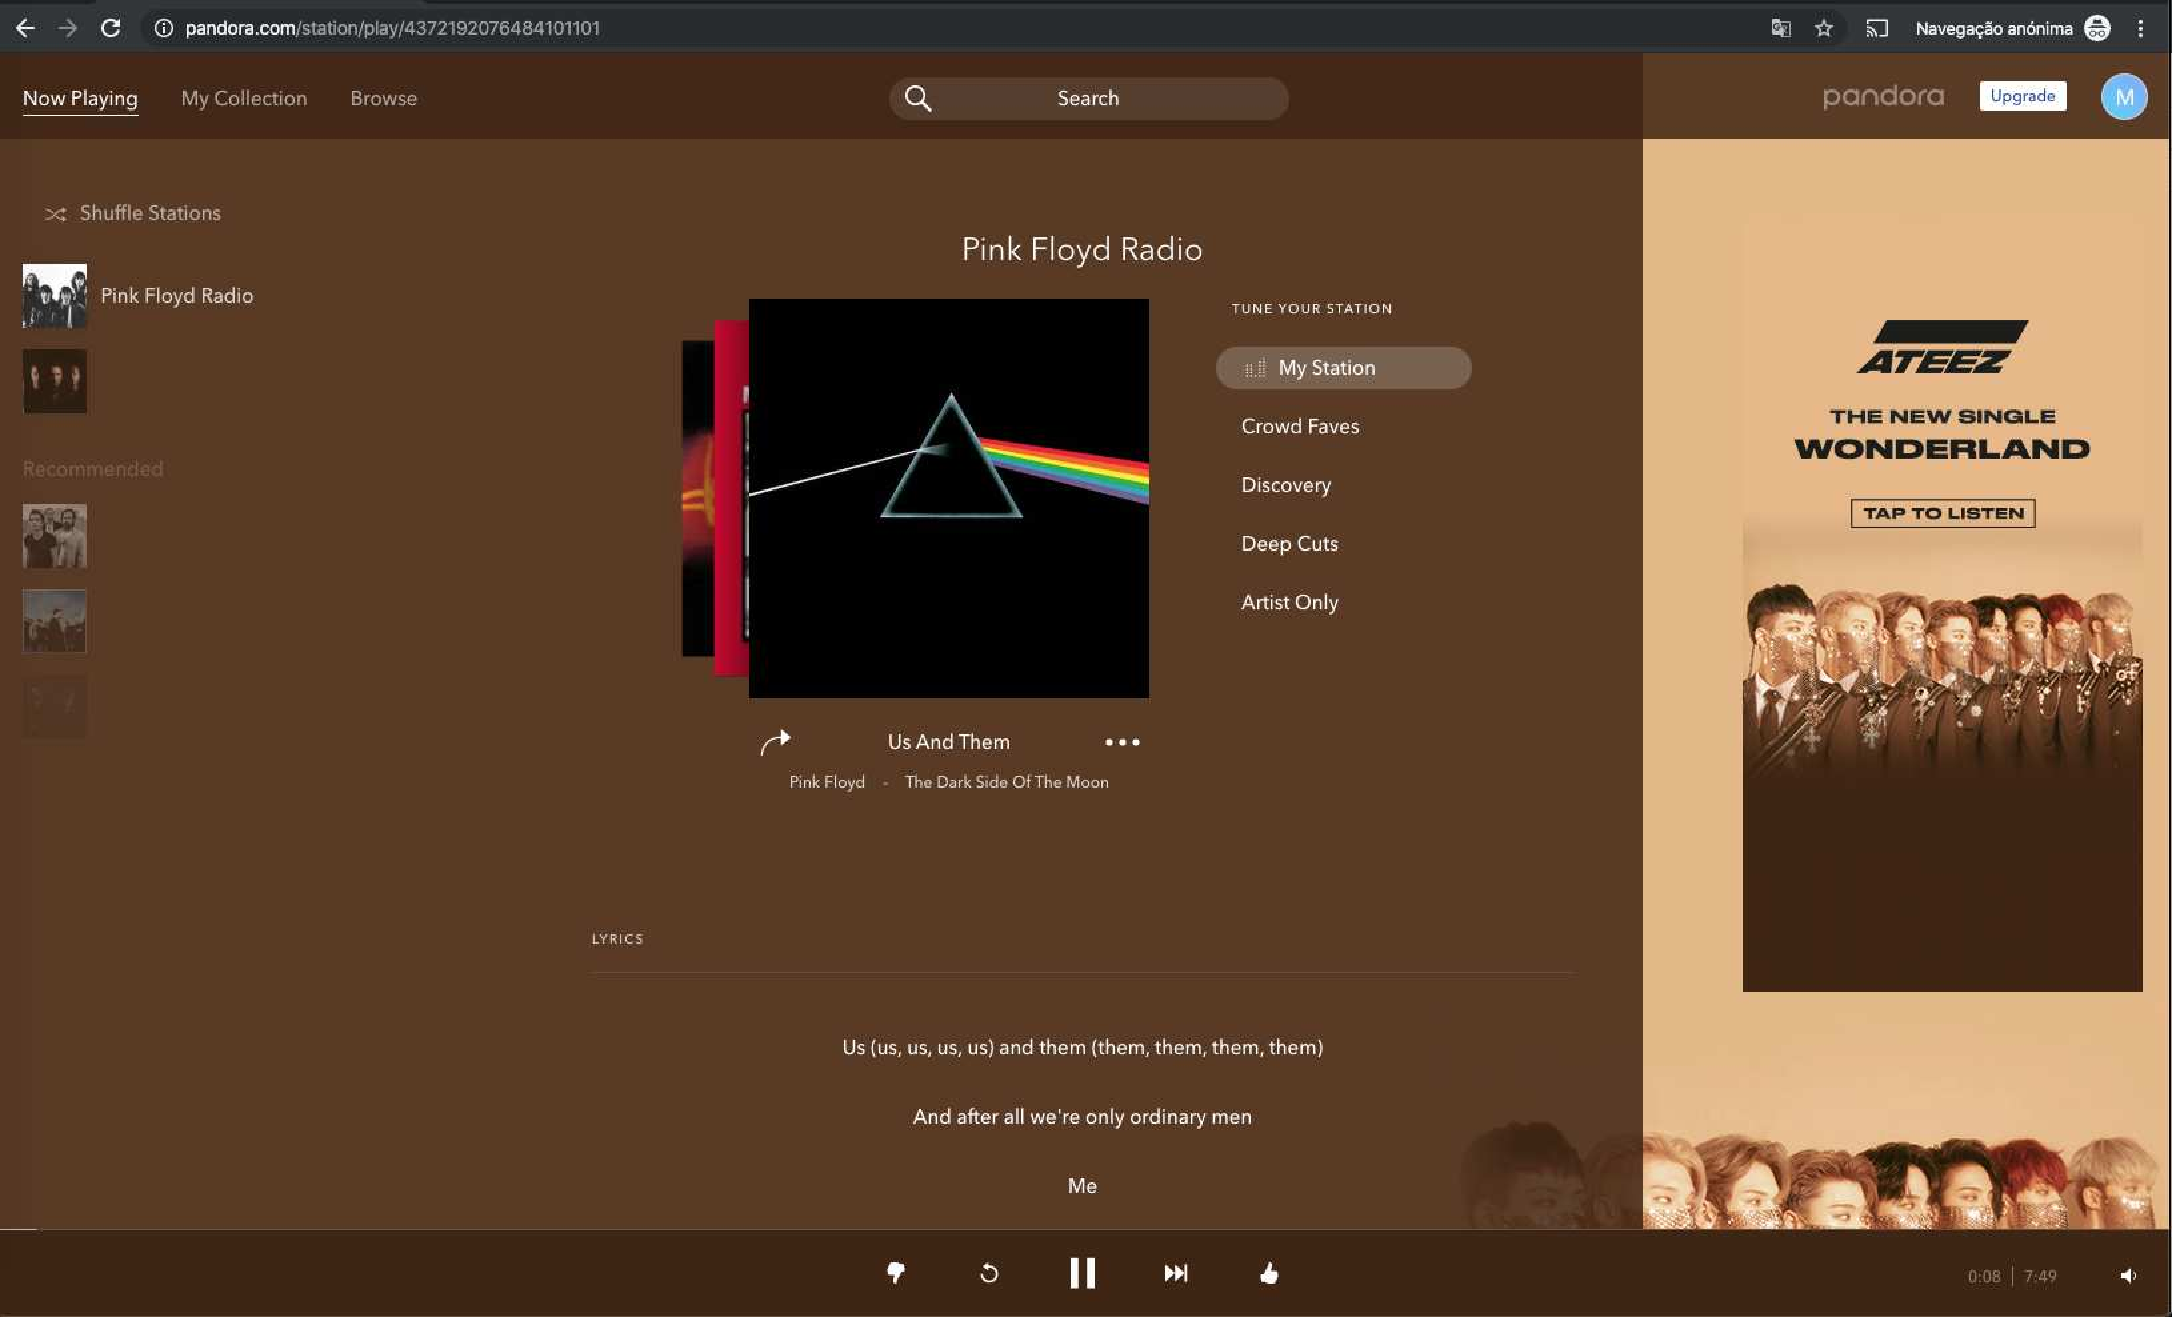 pandora.com/station/play/4372192076484101101
Navegação anónima
Now Playing
My Collection
Browse
Search
pandora
Upgrade
M
Shuffle Stations
Pink Floyd Radio
Recommended
Pink Floyd Radio
TUNE YOUR STATION
My Station
Crowd Faves
Discovery
Deep Cuts
Artist Only
Us And Them
Pink Floyd - The Dark Side Of The Moon
LYRICS
Us (us, us, us, us) and them (them, them, them, them)
And after all we're only ordinary men
Me
ATEEZ
THE NEW SINGLE
WONDERLAND
TAP TO LISTEN
0:08 | 7:49